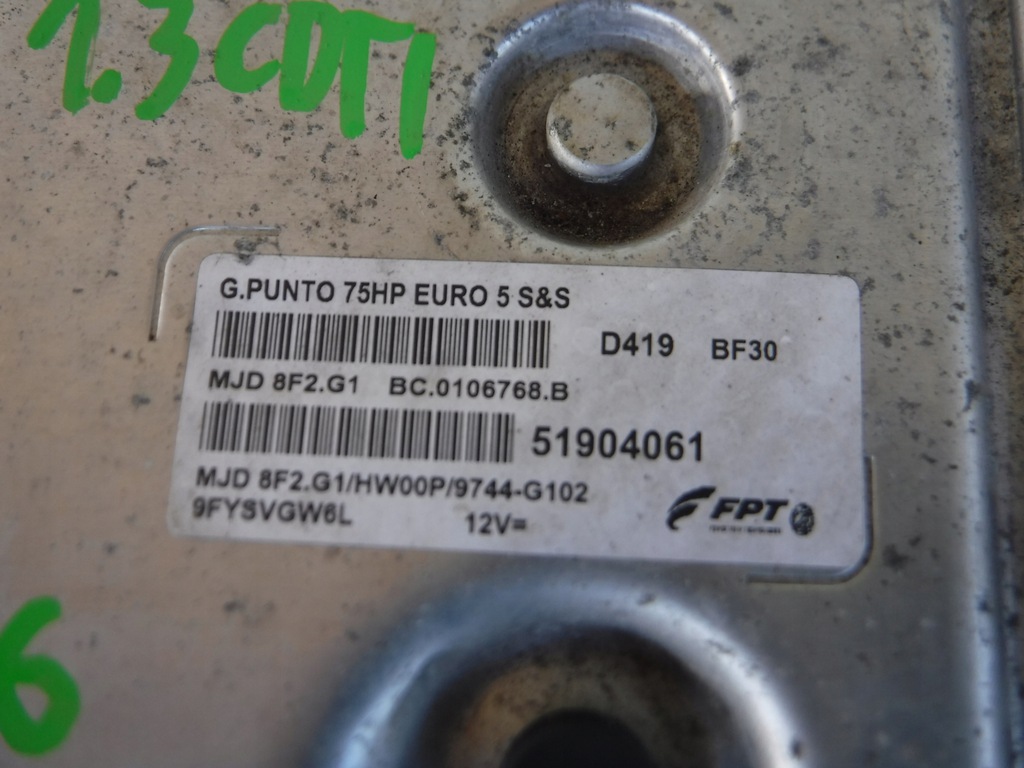 1.3CDTI
G.PUNTO 75HP EURO 5 S&S
D419 BF30
MJD 8F2.G1 BC.0106768.B
51904061
MJD 8F2.G1/HW00P/9744-G102
9FYSVGW6L 12V=
FPT
6